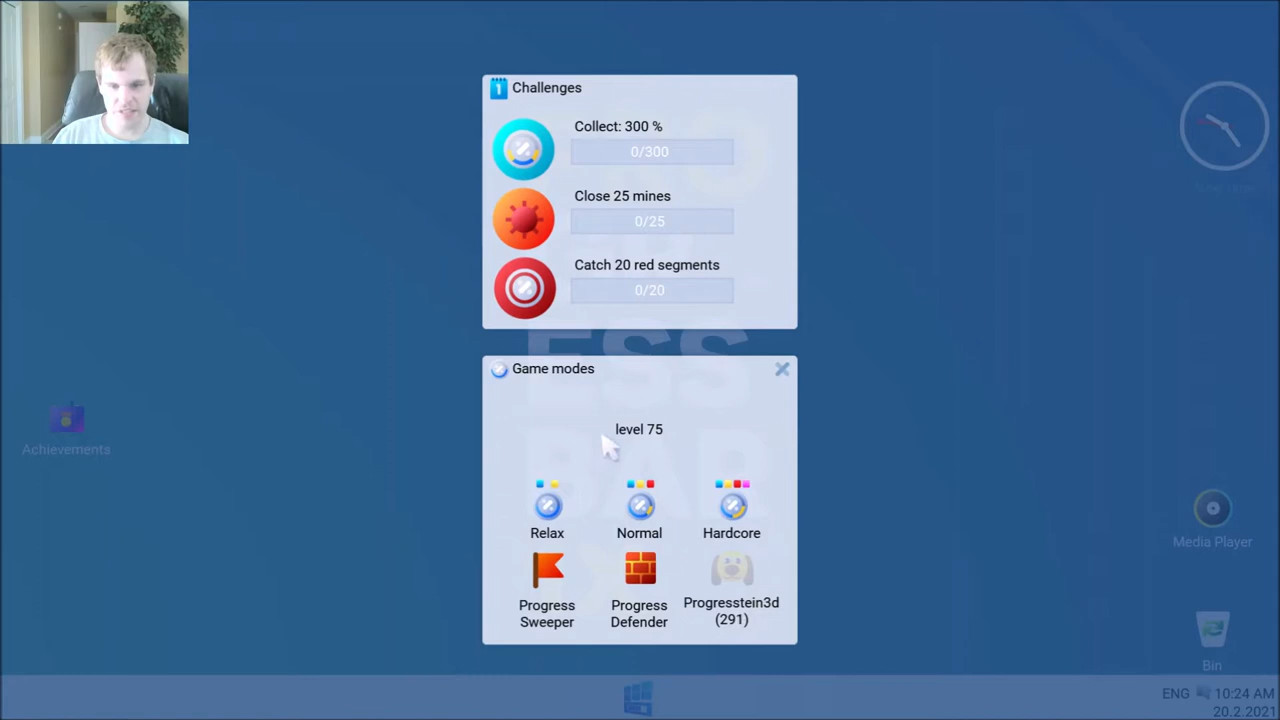 Challenges
Collect: 300 %
0/300
Close 25 mines
0/25
Catch 20 red segments
0/20
ESS
BAR
Game modes
level 75
Relax
Normal
Hardcore
Progress
Sweeper
Progress
Defender
Progresstein3d
(291)
Achievements
Media Player
Bin
ENG 10:24 AM
20.2.2021